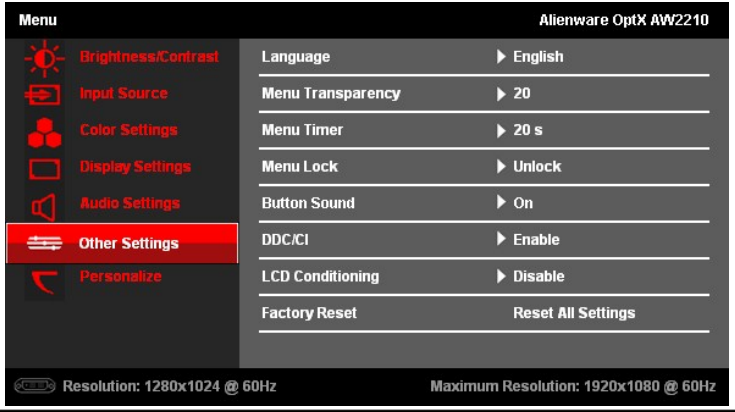 Menu Alienware OptX AW2210
Brightness/Contrast Language English
Input Source Menu Transparency 20
Color Settings Menu Timer 20 s
Display Settings Menu Lock Unlock
Audio Settings Button Sound On
Other Settings DDC/CI Enable
Personalize LCD Conditioning Disable
Factory Reset Reset All Settings
Resolution: 1280x1024 @ 60Hz Maximum Resolution: 1920x1080 @ 60Hz